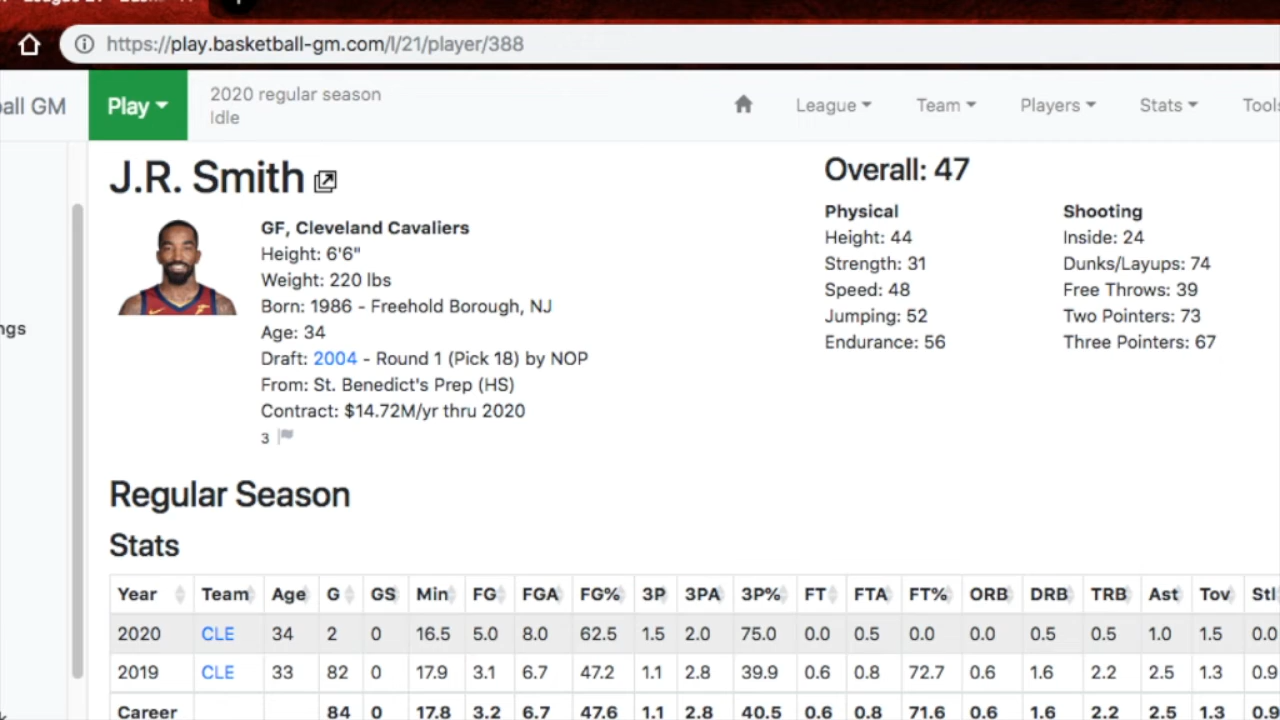 https://play.basketball-gm.com/l/21/player/388
all GM
Play
2020 regular season
Idle
League
Team
Players
Stats
Tools
ngs
J.R. Smith
GF, Cleveland Cavaliers
Height: 6'6"
Weight: 220 lbs
Born: 1986 - Freehold Borough, NJ
Age: 34
Draft: 2004 - Round 1 (Pick 18) by NOP
From: St. Benedict's Prep (HS)
Contract: $14.72M/yr thru 2020
3
Overall: 47
Physical
Height: 44
Strength: 31
Speed: 48
Jumping: 52
Endurance: 56
Shooting
Inside: 24
Dunks/Layups: 74
Free Throws: 39
Two Pointers: 73
Three Pointers: 67
Regular Season
Stats
Year Team Age G GS Min FG FGA FG% 3P 3PA 3P% FT FTA FT% ORB DRB TRB Ast Tov Stl
2020 CLE 34 2 0 16.5 5.0 8.0 62.5 1.5 2.0 75.0 0.0 0.5 0.0 0.0 0.5 0.5 1.0 1.5 0.0
2019 CLE 33 82 0 17.9 3.1 6.7 47.2 1.1 2.8 39.9 0.6 0.8 72.7 0.6 1.6 2.2 2.5 1.3 0.9
Career 84 0 17.8 3.2 6.7 47.6 1.1 2.8 40.5 0.6 0.8 71.6 0.6 1.6 2.2 2.5 1.3 0.9